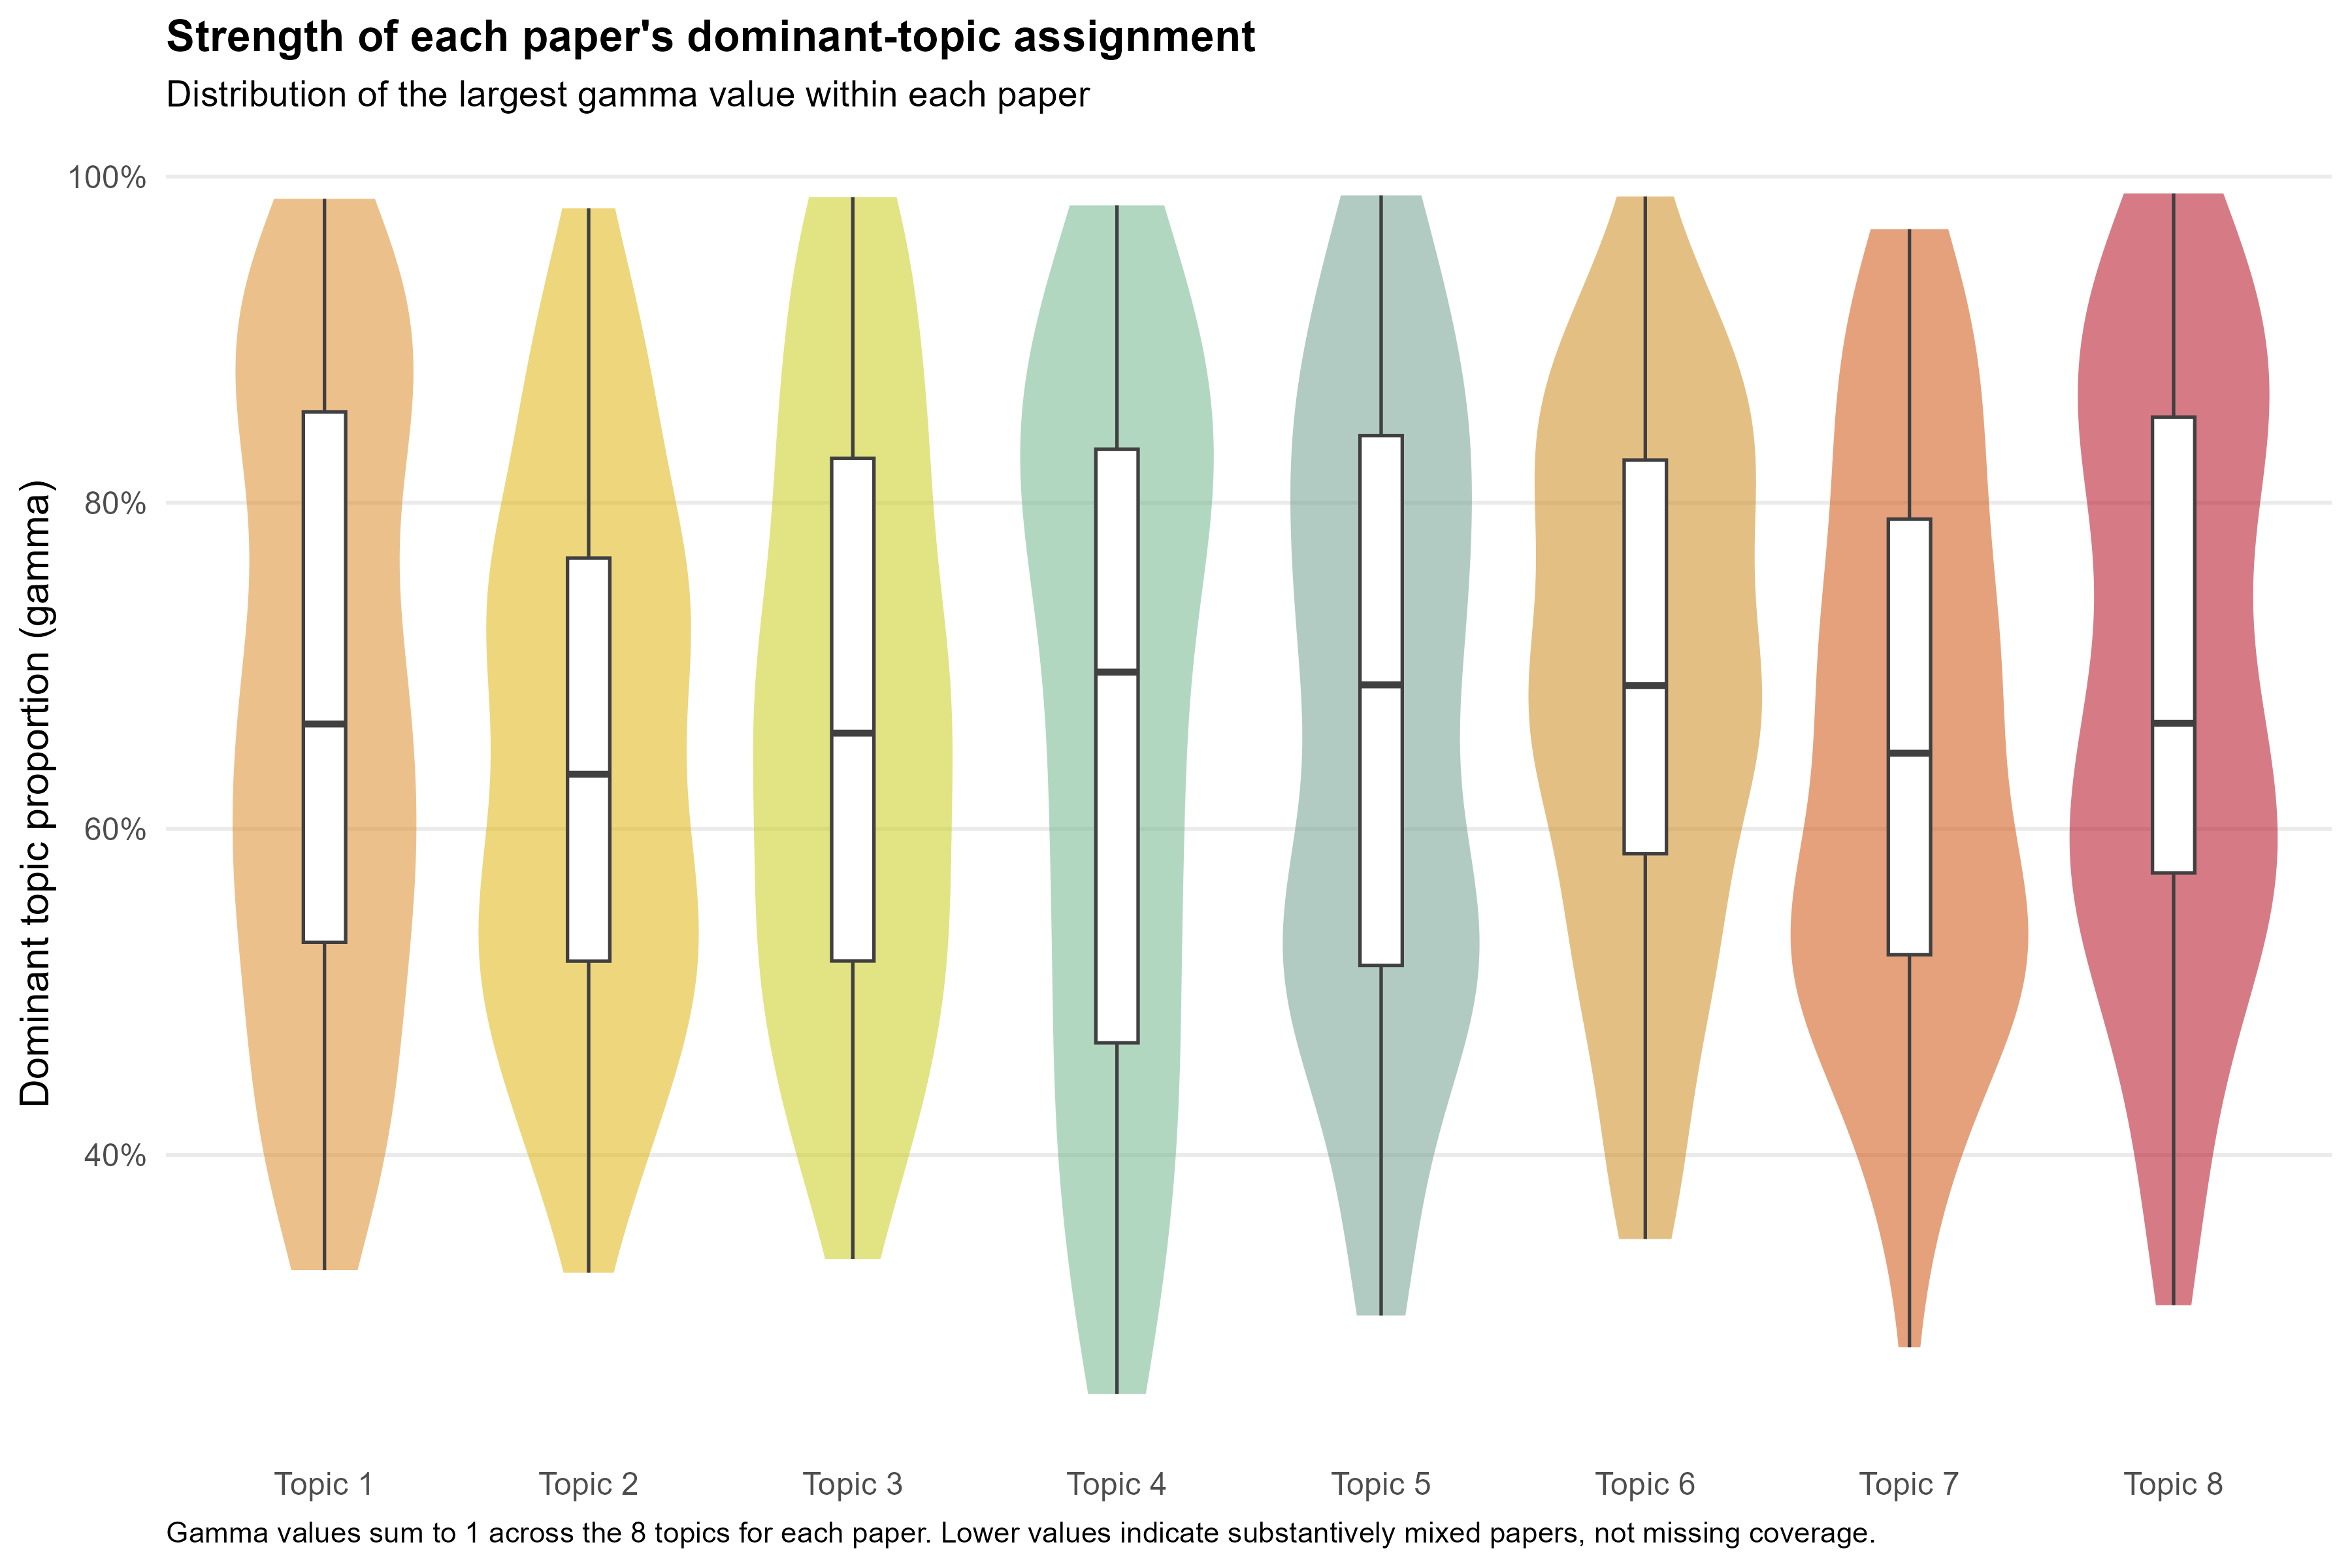 Strength of each paper's dominant-topic assignment
Distribution of the largest gamma value within each paper
Dominant topic proportion (gamma)
100%
80%
60%
40%
Topic 1
Topic 2
Topic 3
Topic 4
Topic 5
Topic 6
Topic 7
Topic 8
Gamma values sum to 1 across the 8 topics for each paper. Lower values indicate substantively mixed papers, not missing coverage.